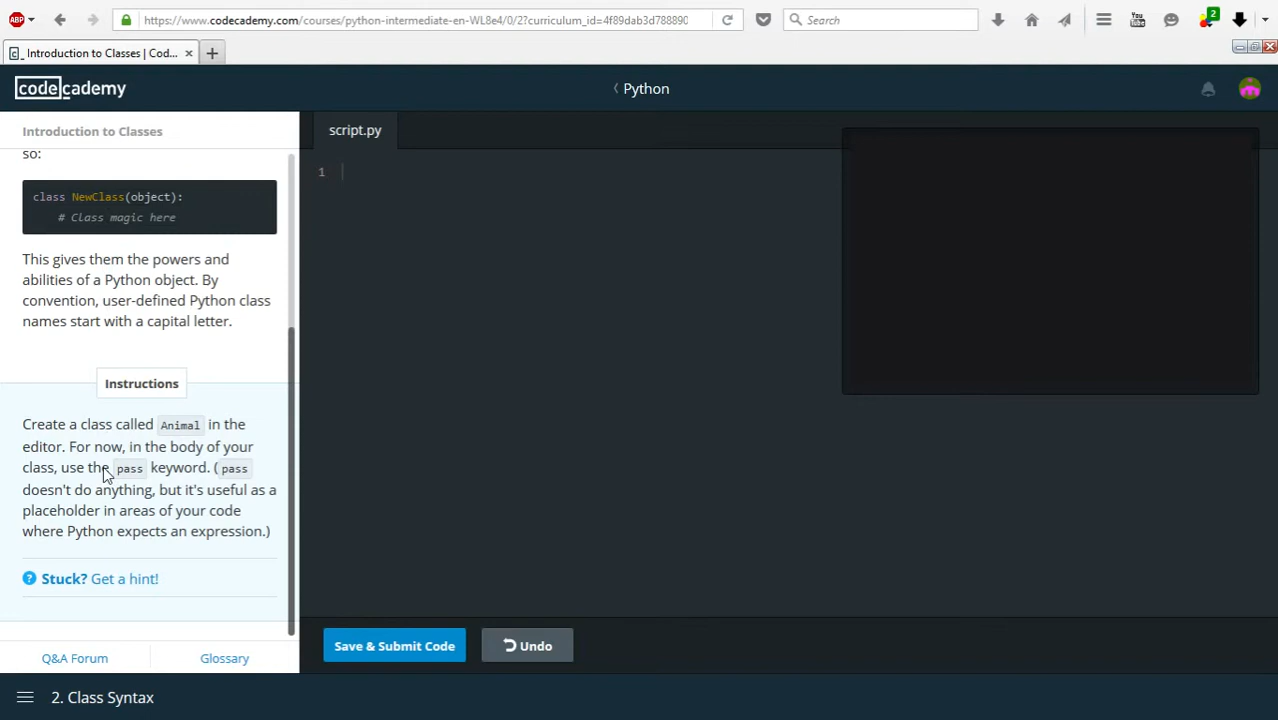 ABP
https://www.codecademy.com/courses/python-intermediate-en-WL8e4/0/2?curriculum_id=4f89dab3d788890
Search
You
Tube
2
c_ Introduction to Classes | Cod...
codecademy
Python
Introduction to Classes
script.py
so:
1
class NewClass(object):
# Class magic here
This gives them the powers and
abilities of a Python object. By
convention, user-defined Python class
names start with a capital letter.
Instructions
Create a class called Animal in the
editor. For now, in the body of your
class, use the pass keyword. ( pass
doesn't do anything, but it's useful as a
placeholder in areas of your code
where Python expects an expression.)
? Stuck? Get a hint!
Save & Submit Code
Undo
Q&A Forum
Glossary
2. Class Syntax